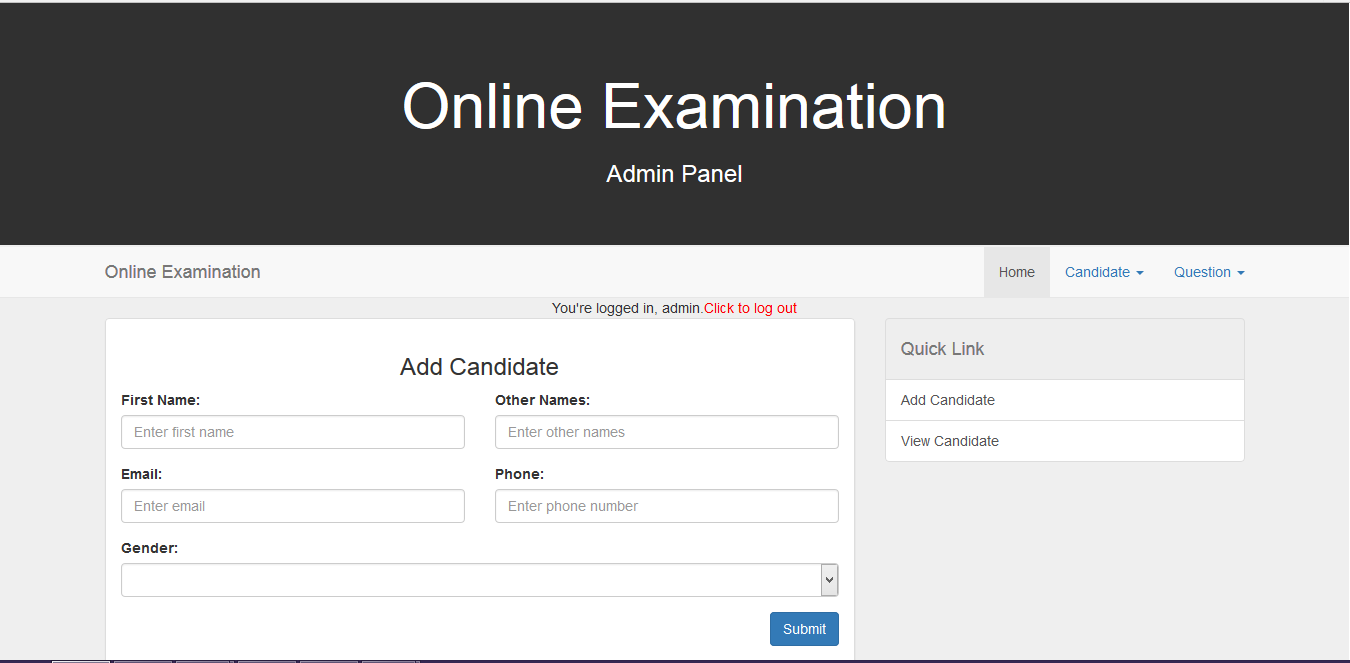 Online Examination
Admin Panel
Online Examination
Home Candidate Question
You're logged in, admin.Click to log out
Add Candidate
First Name: Other Names:
Enter first name Enter other names
Email: Phone:
Enter email Enter phone number
Gender:
Submit
Quick Link
Add Candidate
View Candidate